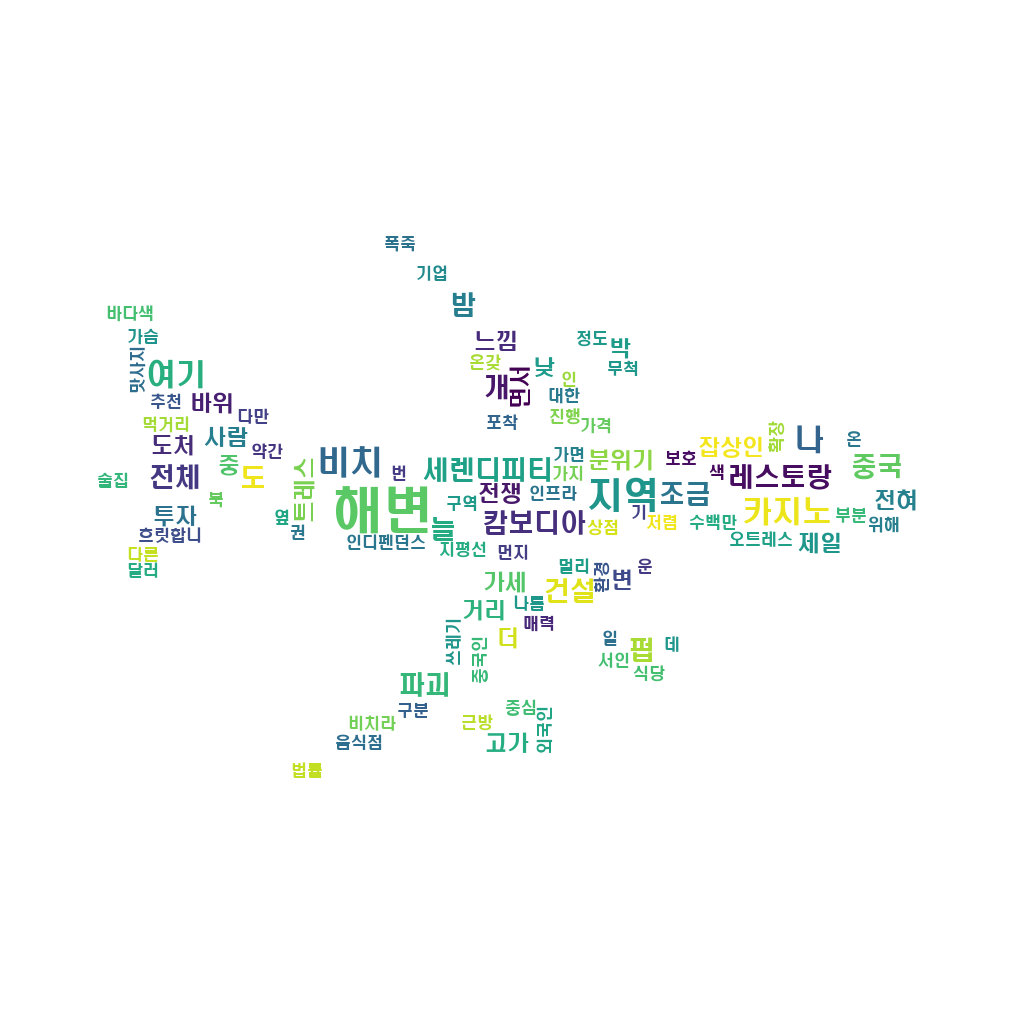 폭죽
기업
밤
바다색
가슴
느낌
정도
박
온갖
낮
무척
맛사지
여기
개
면서
인
추천
바위
대한
먹거리
다만
포착
진행
가격
도처
사람
약간
보호
잡상인
확장
나
온
비치
번
세렌디피티
가면
분위기
가지
색
레스토랑
중국
술집
전체
중
도
트레스
북
해변
구역
전쟁
인프라
지역
조금
카지노
전혀
투자
옆
권
늘
캄보디아
상점
기
저렴
수백만
부분
위해
흐릿합니
인디펜던스
지평선
먼지
오트레스
제일
다른
달러
멀리
환경
변
운
가세
건설
거리
나름
매력
더
쓰레기
중국인
일
펍
데
서인
식당
파괴
구분
중심
비치라
근방
외국인
음식점
고가
법률